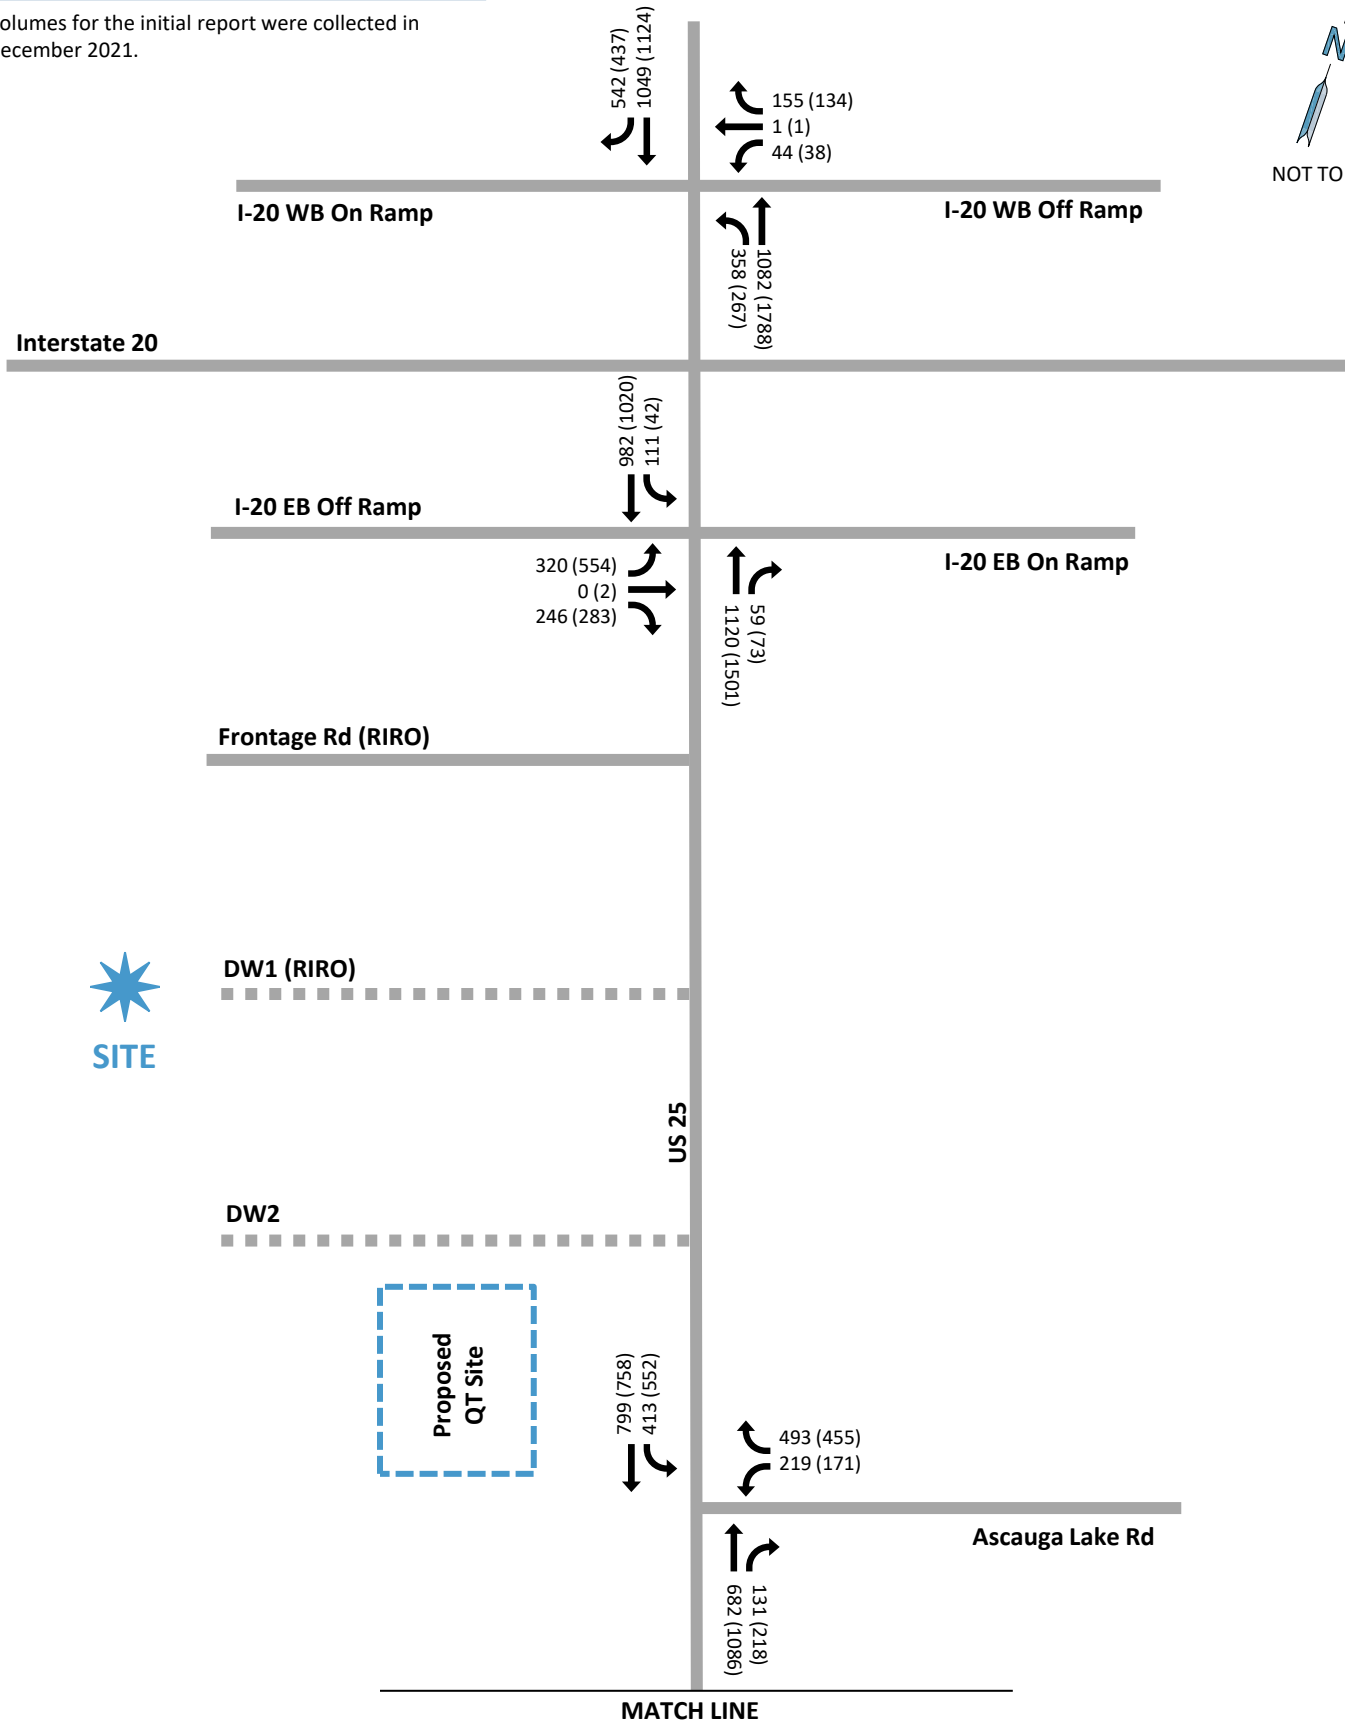 olumes for the initial report were collected in
ecember 2021.
N
NOT TO
542 (437)
1049 (1124)
155 (134)
1 (1)
44 (38)
I-20 WB On Ramp
I-20 WB Off Ramp
358 (267)
1082 (1788)
Interstate 20
982 (1020)
111 (42)
I-20 EB Off Ramp
I-20 EB On Ramp
320 (554)
0 (2)
246 (283)
1120 (1501)
59 (73)
Frontage Rd (RIRO)
DW1 (RIRO)
SITE
US 25
DW2
Proposed
QT Site
799 (758)
413 (552)
493 (455)
219 (171)
Ascauga Lake Rd
682 (1086)
131 (218)
MATCH LINE